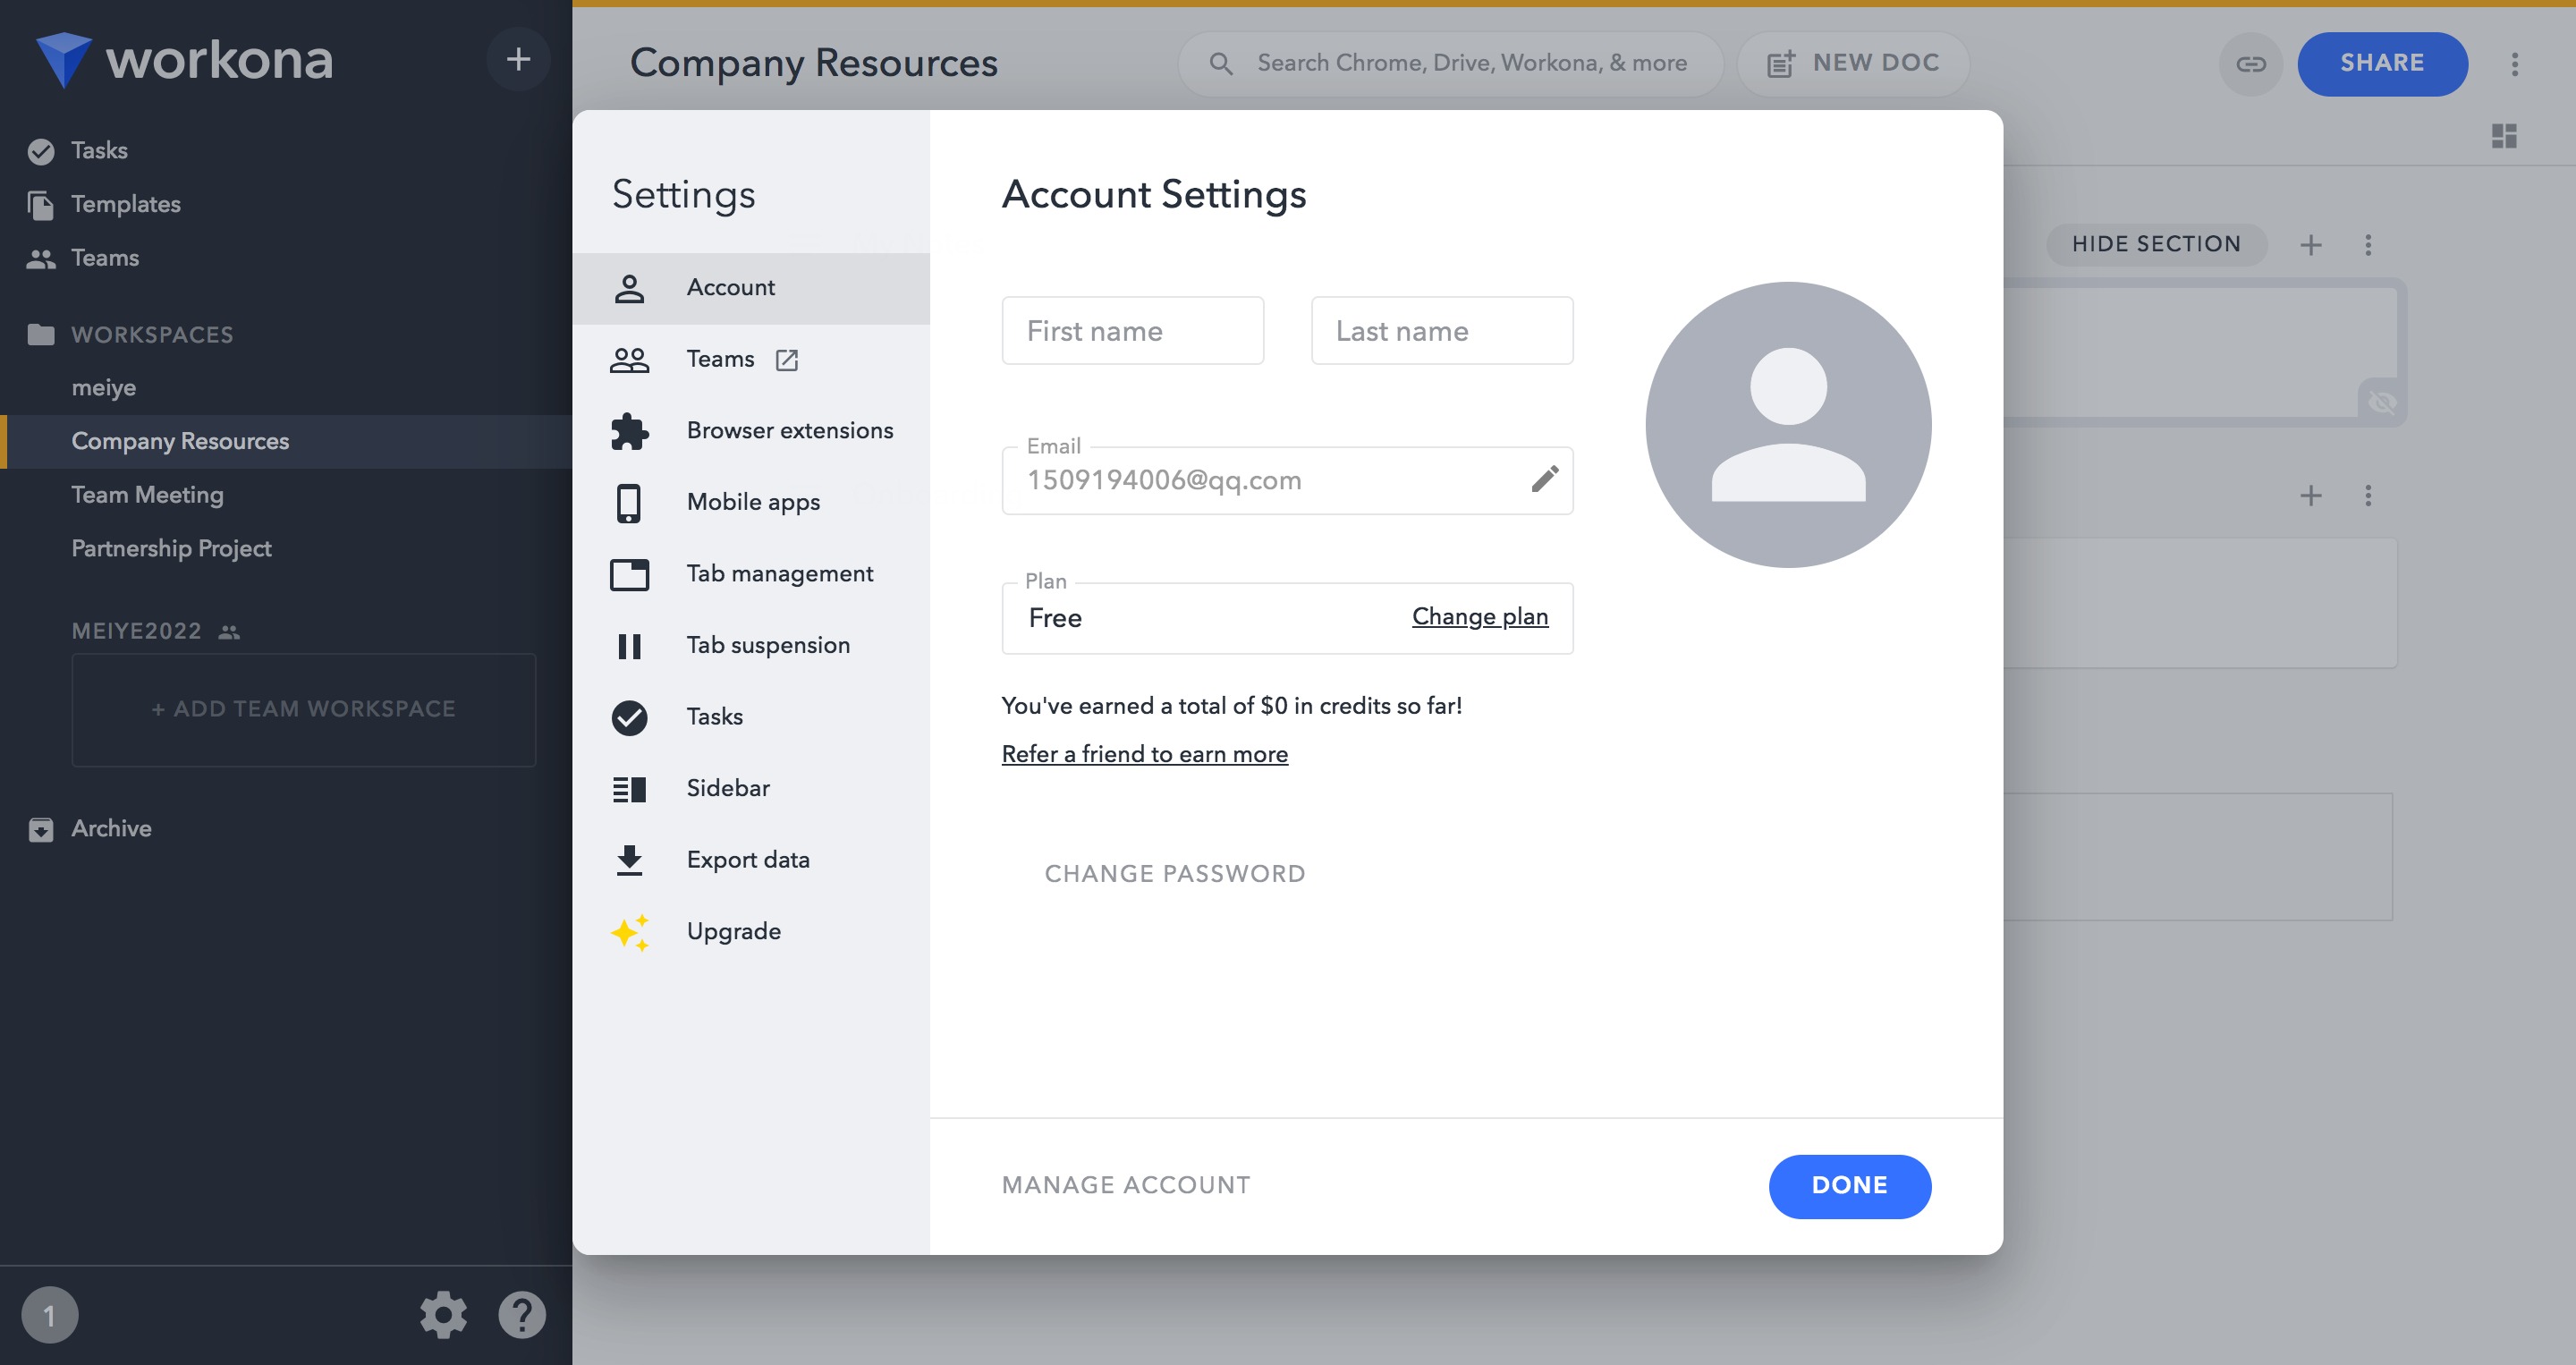 workona
+
Tasks
Templates
Teams
WORKSPACES
meiye
Company Resources
Team Meeting
Partnership Project
MEIYE2022
+ ADD TEAM WORKSPACE
Archive
1
Company Resources
Search Chrome, Drive, Workona, & more
NEW DOC
SHARE
HIDE SECTION
Settings
Account
Teams
Browser extensions
Mobile apps
Tab management
Tab suspension
Tasks
Sidebar
Export data
Upgrade
Account Settings
First name
Last name
Email
1509194006@qq.com
Plan
Free
Change plan
You've earned a total of $0 in credits so far!
Refer a friend to earn more
CHANGE PASSWORD
MANAGE ACCOUNT
DONE